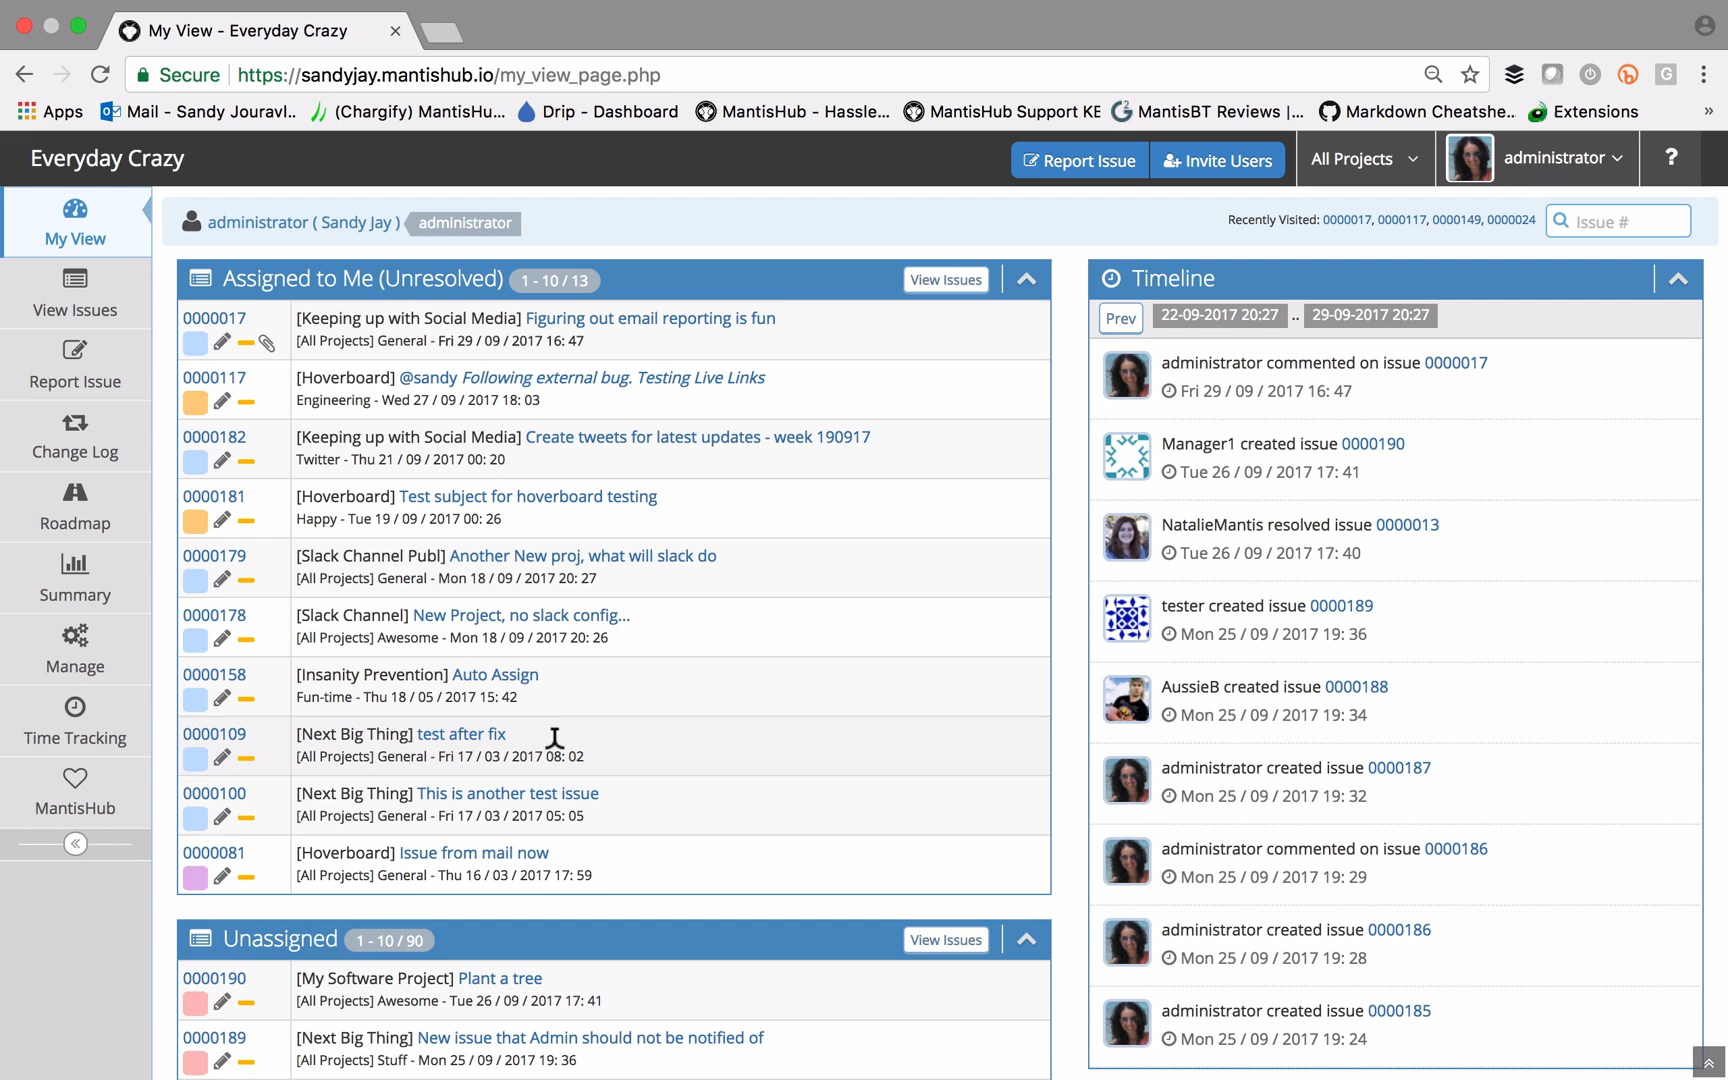 My View - Everyday Crazy
Secure https://sandyjay.mantishub.io/my_view_page.php
G
Apps Mail - Sandy Jouravl... (Chargify) MantisHu... Drip - Dashboard MantisHub - Hassle... MantisHub Support KE MantisBT Reviews |... Markdown Cheatshe... Extensions »
Everyday Crazy
Report Issue Invite Users All Projects administrator ?
My View
View Issues
Report Issue
Change Log
Roadmap
Summary
Manage
Time Tracking
MantisHub
administrator ( Sandy Jay ) administrator
Recently Visited: 0000017, 0000117, 0000149, 0000024
Issue #
Assigned to Me (Unresolved) 1 - 10 / 13 View Issues
0000017 [Keeping up with Social Media] Figuring out email reporting is fun
[All Projects] General - Fri 29 / 09 / 2017 16: 47
0000117 [Hoverboard] @sandy Following external bug. Testing Live Links
Engineering - Wed 27 / 09 / 2017 18: 03
0000182 [Keeping up with Social Media] Create tweets for latest updates - week 190917
Twitter - Thu 21 / 09 / 2017 00: 20
0000181 [Hoverboard] Test subject for hoverboard testing
Happy - Tue 19 / 09 / 2017 00: 26
0000179 [Slack Channel Publ] Another New proj, what will slack do
[All Projects] General - Mon 18 / 09 / 2017 20: 27
0000178 [Slack Channel] New Project, no slack config...
[All Projects] Awesome - Mon 18 / 09 / 2017 20: 26
0000158 [Insanity Prevention] Auto Assign
Fun-time - Thu 18 / 05 / 2017 15: 42
0000109 [Next Big Thing] test after fix
[All Projects] General - Fri 17 / 03 / 2017 08: 02
0000100 [Next Big Thing] This is another test issue
[All Projects] General - Fri 17 / 03 / 2017 05: 05
0000081 [Hoverboard] Issue from mail now
[All Projects] General - Thu 16 / 03 / 2017 17: 59
Unassigned 1 - 10 / 90 View Issues
0000190 [My Software Project] Plant a tree
[All Projects] Awesome - Tue 26 / 09 / 2017 17: 41
0000189 [Next Big Thing] New issue that Admin should not be notified of
[All Projects] Stuff - Mon 25 / 09 / 2017 19: 36
Timeline
Prev 22-09-2017 20:27 .. 29-09-2017 20:27
administrator commented on issue 0000017
Fri 29 / 09 / 2017 16: 47
Manager1 created issue 0000190
Tue 26 / 09 / 2017 17: 41
NatalieMantis resolved issue 0000013
Tue 26 / 09 / 2017 17: 40
tester created issue 0000189
Mon 25 / 09 / 2017 19: 36
AussieB created issue 0000188
Mon 25 / 09 / 2017 19: 34
administrator created issue 0000187
Mon 25 / 09 / 2017 19: 32
administrator commented on issue 0000186
Mon 25 / 09 / 2017 19: 29
administrator created issue 0000186
Mon 25 / 09 / 2017 19: 28
administrator created issue 0000185
Mon 25 / 09 / 2017 19: 24